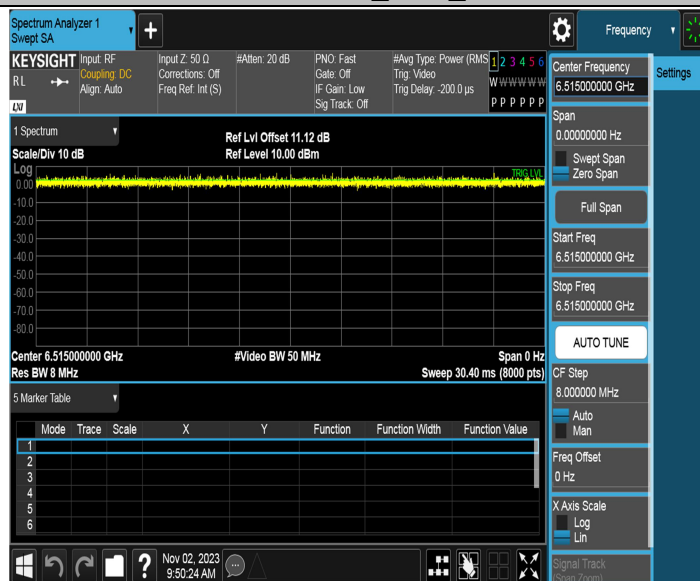 Spectrum Analyzer 1
Swept SA
Frequency
KEYSIGHT
RL
LXI
Input: RF
Coupling: DC
Align: Auto
Input Z: 50 Ω
Corrections: Off
Freq Ref: Int (S)
#Atten: 20 dB
PNO: Fast
Gate: Off
IF Gain: Low
Sig Track: Off
#Avg Type: Power (RMS
Trig: Video
Trig Delay: -200.0 µs
1 2 3 4 5 6
W W W W W W
P P P P P P
1 Spectrum
Scale/Div 10 dB
Ref Lvl Offset 11.12 dB
Ref Level 10.00 dBm
Log
TRIG LVL
0.00
-10.0
-20.0
-30.0
-40.0
-50.0
-60.0
-70.0
-80.0
Center 6.515000000 GHz
#Video BW 50 MHz
Span 0 Hz
Res BW 8 MHz
Sweep 30.40 ms (8000 pts)
5 Marker Table
Mode Trace Scale X Y Function Function Width Function Value
1
2
3
4
5
6
Nov 02, 2023
9:50:24 AM
Center Frequency
6.515000000 GHz
Settings
Span
0.00000000 Hz
Swept Span
Zero Span
Full Span
Start Freq
6.515000000 GHz
Stop Freq
6.515000000 GHz
AUTO TUNE
CF Step
8.000000 MHz
Auto
Man
Freq Offset
0 Hz
X Axis Scale
Log
Lin
Signal Track
(Span Zoom)